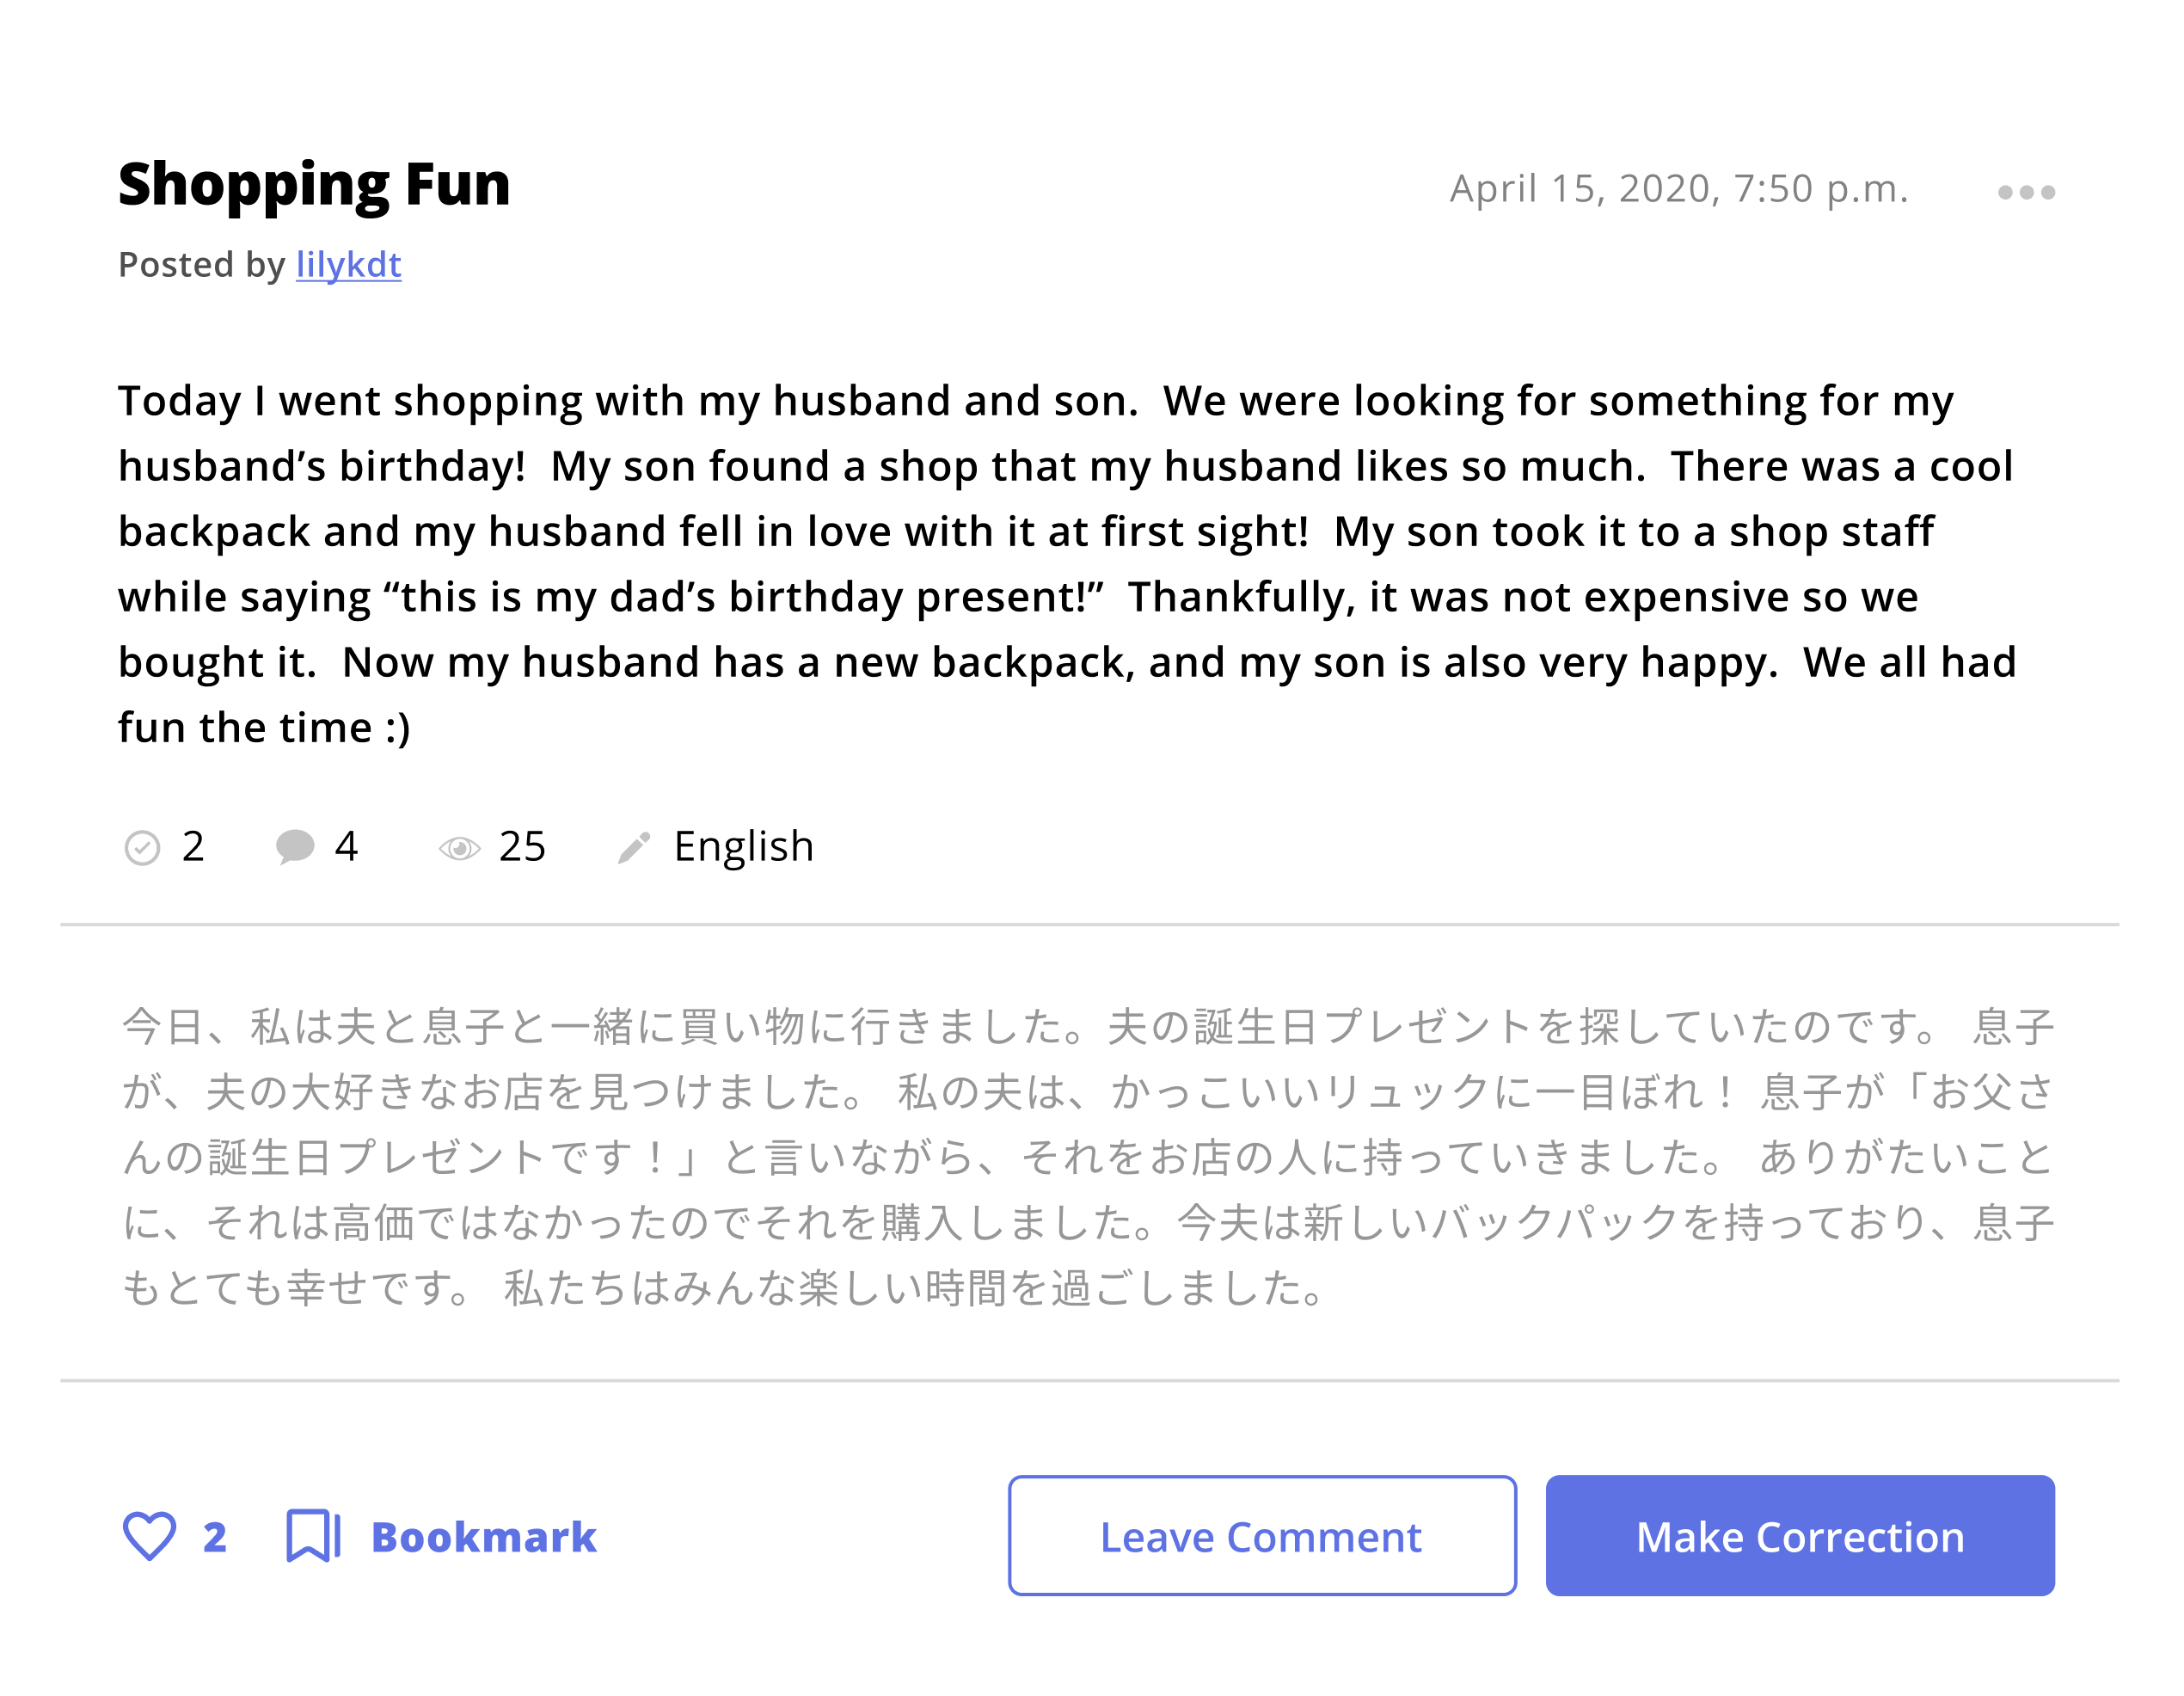 Shopping Fun
April 15, 2020, 7:50 p.m.
Posted by lilykdt
Today I went shopping with my husband and son.  We were looking for something for my
husband’s birthday!  My son found a shop that my husband likes so much.  There was a cool
backpack and my husband fell in love with it at first sight!  My son took it to a shop staff
while saying “this is my dad’s birthday present!”  Thankfully, it was not expensive so we
bought it.  Now my husband has a new backpack, and my son is also very happy.  We all had
fun the time :)
2 4 25 English
今日、私は夫と息子と一緒に買い物に行きました。夫の誕生日プレゼントを探していたのです。 息子
が、夫の大好きなお店を見つけました。 私の夫は、かっこいいリュックに一目ぼれ！ 息子が「お父さ
んの誕生日プレゼントです！」と言いながら、それをお店の人に持っていきました。 ありがたいこと
に、それは高価ではなかったのでそれを購入しました。今夫は新しいバックパックを持っており、息子
もとても幸せです。 私たちはみんな楽しい時間を過ごしました。
2 Bookmark Leave Comment Make Correction